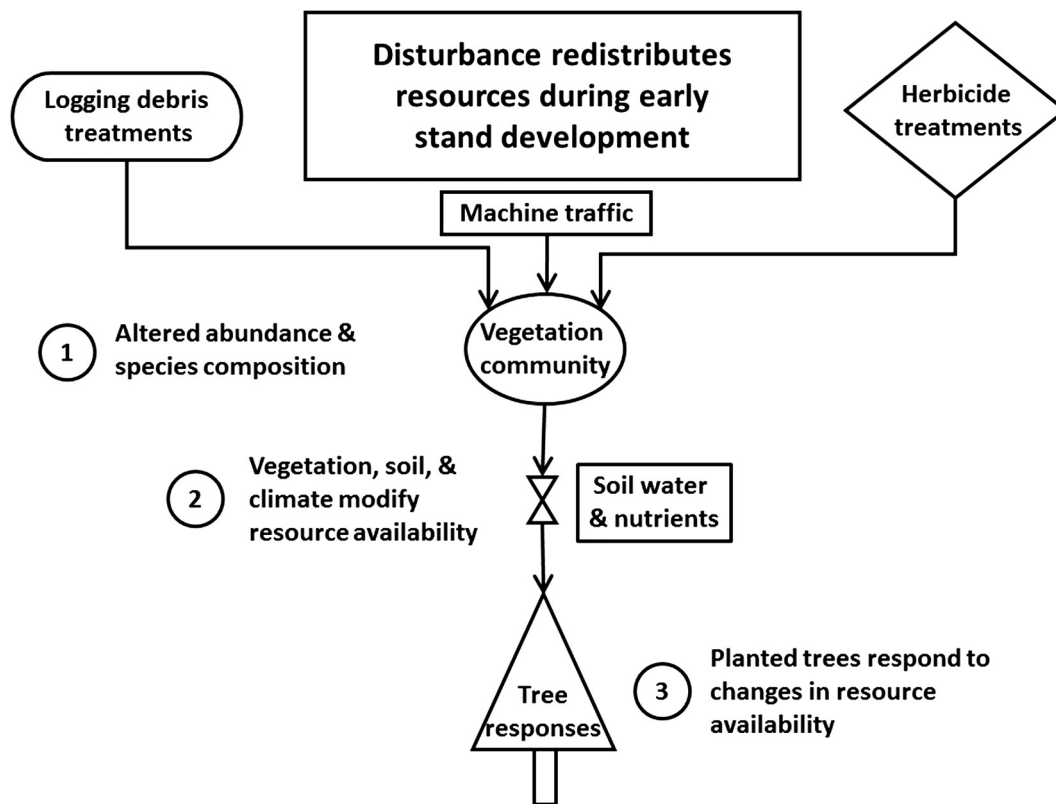 Logging debris
treatments
Disturbance redistributes
resources during early
stand development
Herbicide
treatments
Machine traffic
Vegetation
community
1
Altered abundance &
species composition
2
Vegetation, soil, &
climate modify
resource availability
Soil water
& nutrients
Tree
responses
3
Planted trees respond to
changes in resource
availability